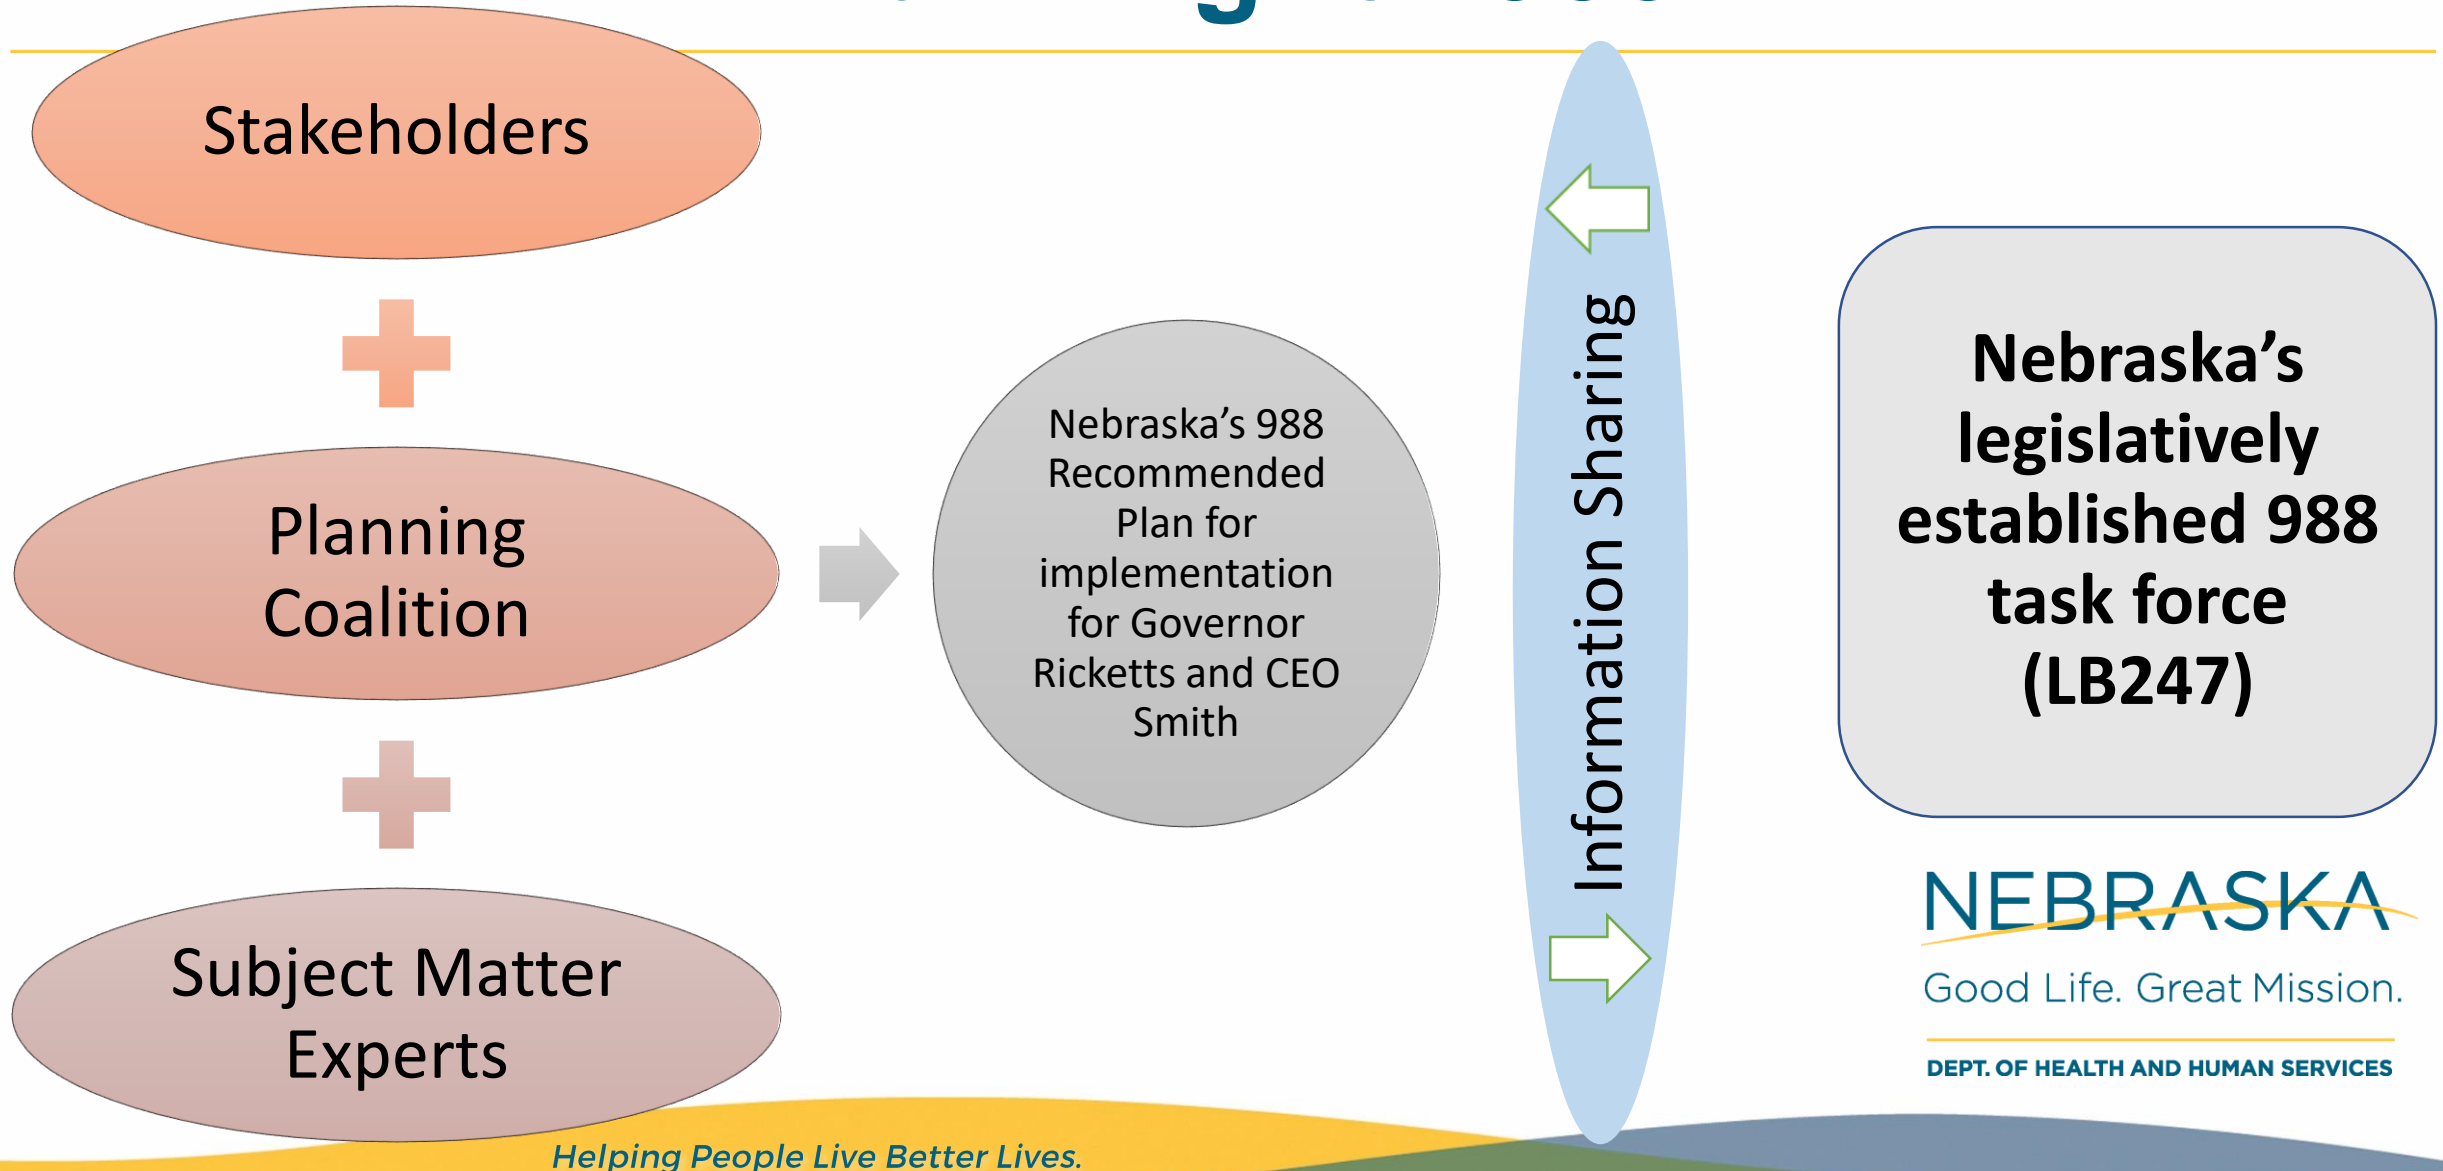 Stakeholders
Planning
Coalition
Subject Matter
Experts
Nebraska’s 988
Recommended
Plan for
implementation
for Governor
Ricketts and CEO
Smith
Information Sharing
Nebraska’s
legislatively
established 988
task force
(LB247)
NEBRASKA
Good Life. Great Mission.
DEPT. OF HEALTH AND HUMAN SERVICES
Helping People Live Better Lives.